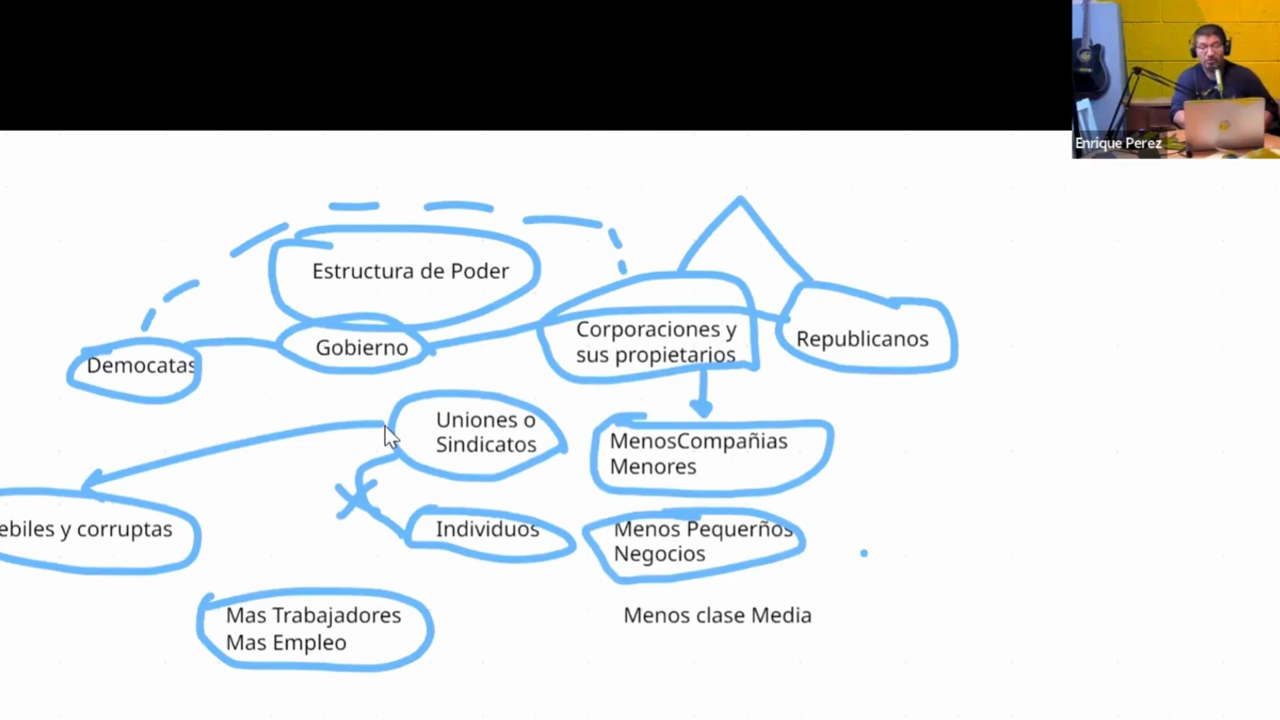 Enrique Perez
Estructura de Poder
Democatas
Gobierno
Corporaciones y
sus propietarios
Republicanos
Uniones o
Sindicatos
MenosCompañias
Menores
ebiles y corruptas
Individuos
Menos Pequerños
Negocios
Mas Trabajadores
Mas Empleo
Menos clase Media